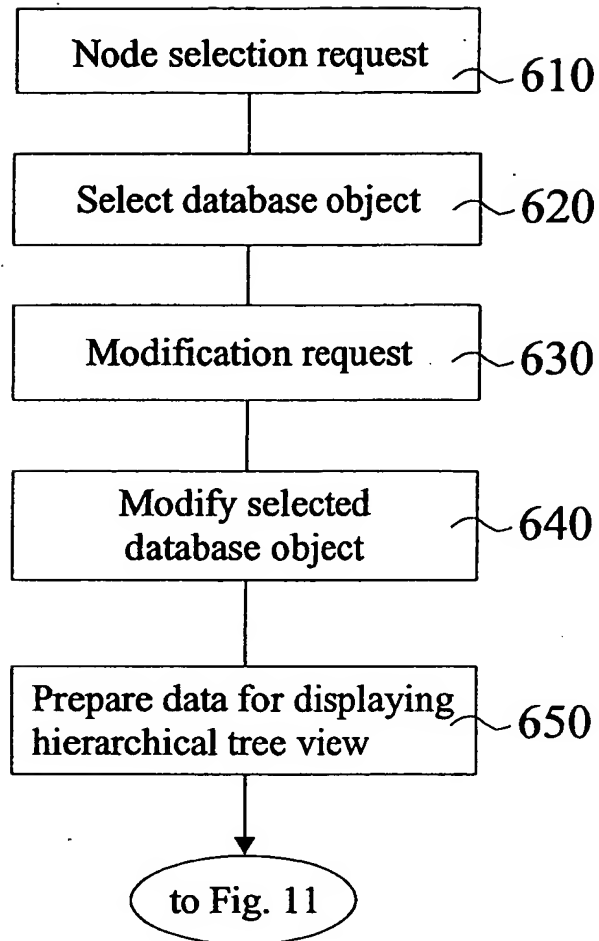 Node selection request
610
Select database object
620
Modification request
630
Modify selected
database object
640
Prepare data for displaying
hierarchical tree view
650
to Fig. 11